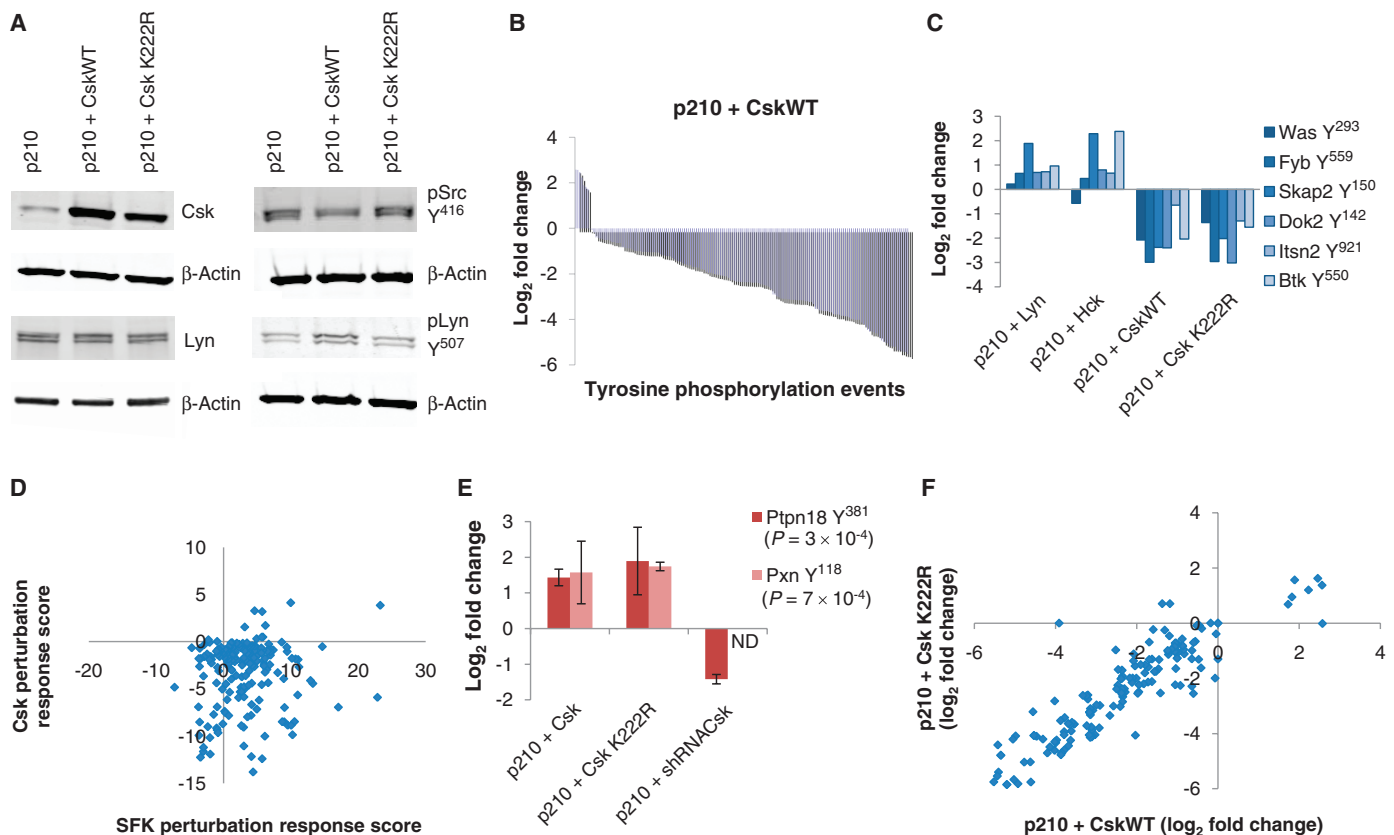 A
p210
p210 + CskWT
p210 + Csk K222R
Csk
β-Actin
Lyn
β-Actin
p210
p210 + CskWT
p210 + Csk K222R
pSrc
Y416
β-Actin
pLyn
Y507
β-Actin
B
p210 + CskWT
Log2 fold change
4
2
0
-2
-4
-6
Tyrosine phosphorylation events
C
Log2 fold change
3
2
1
0
-1
-2
-3
-4
p210 + Lyn
p210 + Hck
p210 + CskWT
p210 + Csk K222R
Was Y293
Fyb Y559
Skap2 Y150
Dok2 Y142
Itsn2 Y921
Btk Y550
D
Csk perturbation
response score
10
5
-0
-5
-10
-15
-20
-10
0
10
20
30
SFK perturbation response score
E
Log2 fold change
3
2
1
0
-1
-2
ND
p210 + Csk
p210 + Csk K222R
p210 + shRNACsk
Ptpn18 Y381
(P = 3 × 10-4)
Pxn Y118
(P = 7 × 10-4)
F
p210 + Csk K222R
(log2 fold change)
4
2
0
-2
-4
-6
-6
-4
-2
0
2
4
p210 + CskWT (log2 fold change)